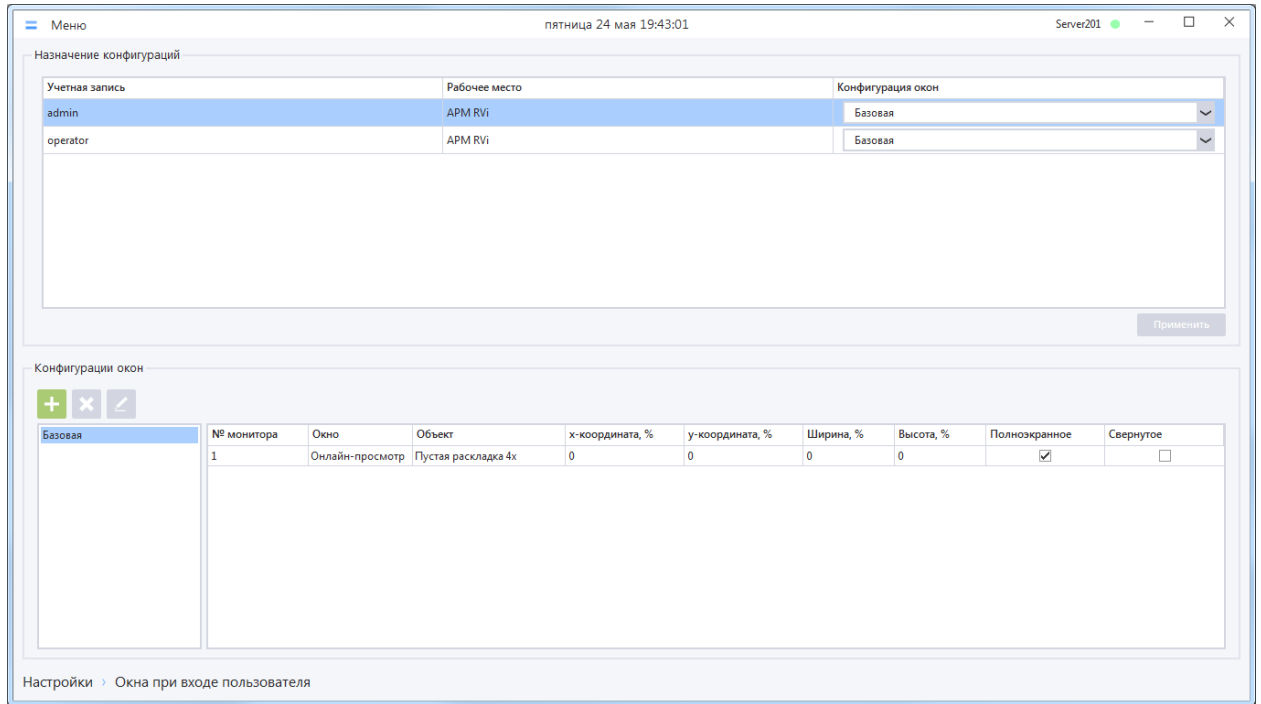 Меню пятница 24 мая 19:43:01 Server201
Назначение конфигураций
Учетная запись Рабочее место Конфигурация окон
admin АРМ RVi Базовая
operator АРМ RVi Базовая
Применить
Конфигурации окон
Базовая № монитора Окно Объект x-координата, % y-координата, % Ширина, % Высота, % Полноэкранное Свернутое
1 Онлайн-просмотр Пустая раскладка 4x 0 0 0 0
Настройки › Окна при входе пользователя